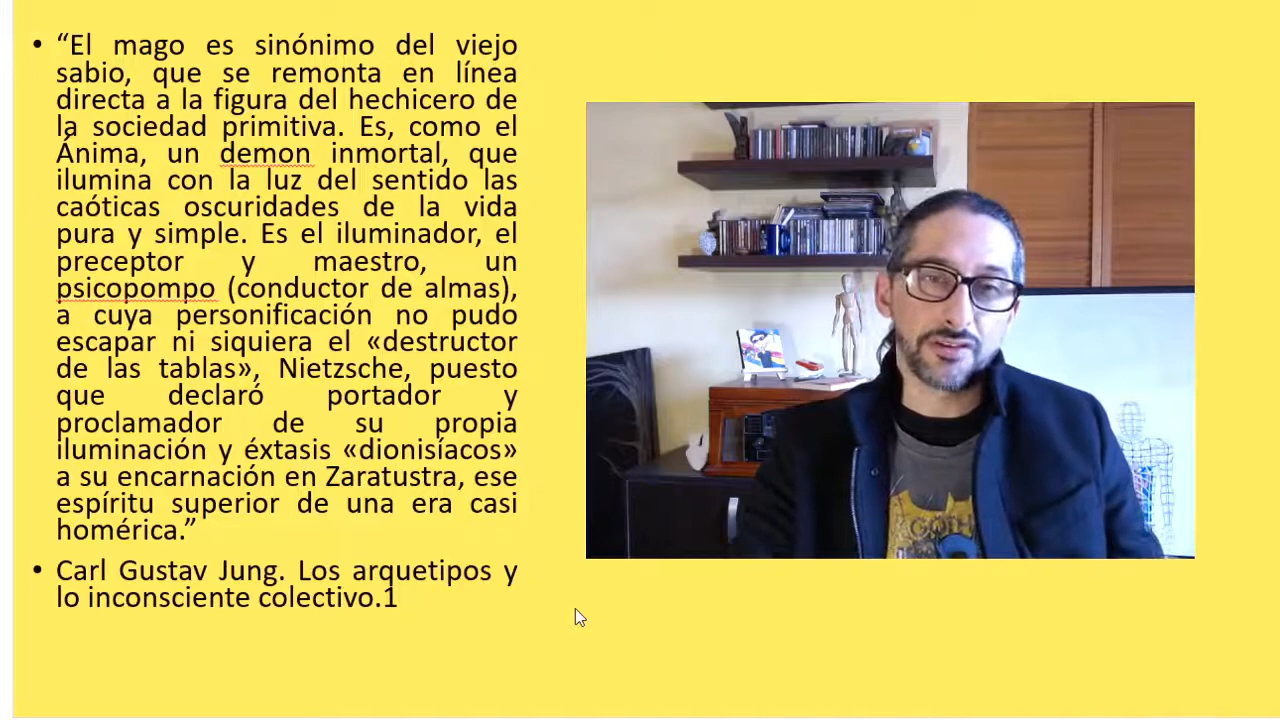 • “El mago es sinónimo del viejo
sabio, que se remonta en línea
directa a la figura del hechicero de
la sociedad primitiva. Es, como el
Ánima, un demon inmortal, que
ilumina con la luz del sentido las
caóticas oscuridades de la vida
pura y simple. Es el iluminador, el
preceptor y maestro, un
psicopompo (conductor de almas),
a cuya personificación no pudo
escapar ni siquiera el «destructor
de las tablas», Nietzsche, puesto
que declaró portador y
proclamador de su propia
iluminación y éxtasis «dionisíacos»
a su encarnación en Zaratustra, ese
espíritu superior de una era casi
homérica.”
• Carl Gustav Jung. Los arquetipos y
lo inconsciente colectivo.1